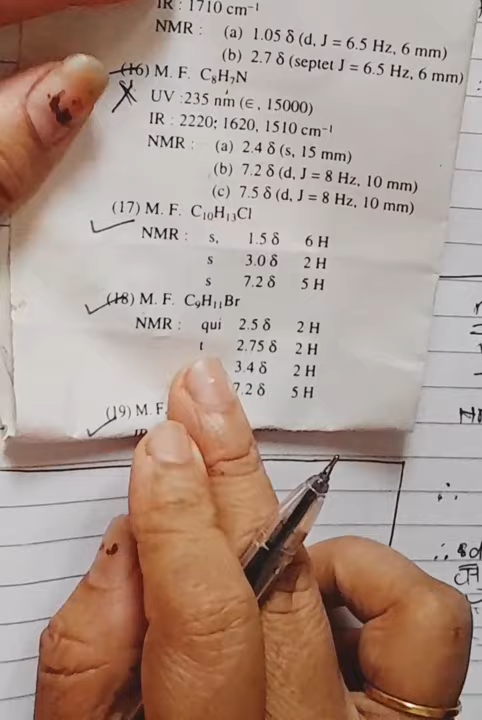 IR : 1710 cm⁻¹
NMR : (a) 1.05 δ (d, J = 6.5 Hz, 6 mm)
(b) 2.7 δ (septet J = 6.5 Hz, 6 mm)
(16) M. F. C₈H₇N
UV :235 nm (∈, 15000)
IR : 2220; 1620, 1510 cm⁻¹
NMR : (a) 2.4 δ (s, 15 mm)
(b) 7.2 δ (d, J = 8 Hz, 10 mm)
(c) 7.5 δ (d, J = 8 Hz, 10 mm)
(17) M. F. C₁₀H₁₃Cl
NMR : s, 1.5 δ 6 H
s 3.0 δ 2 H
s 7.2 δ 5 H
(18) M. F. C₉H₁₁Br
NMR : qui 2.5 δ 2 H
t 2.75 δ 2 H
3.4 δ 2 H
7.2 δ 5 H
(19) M. F.